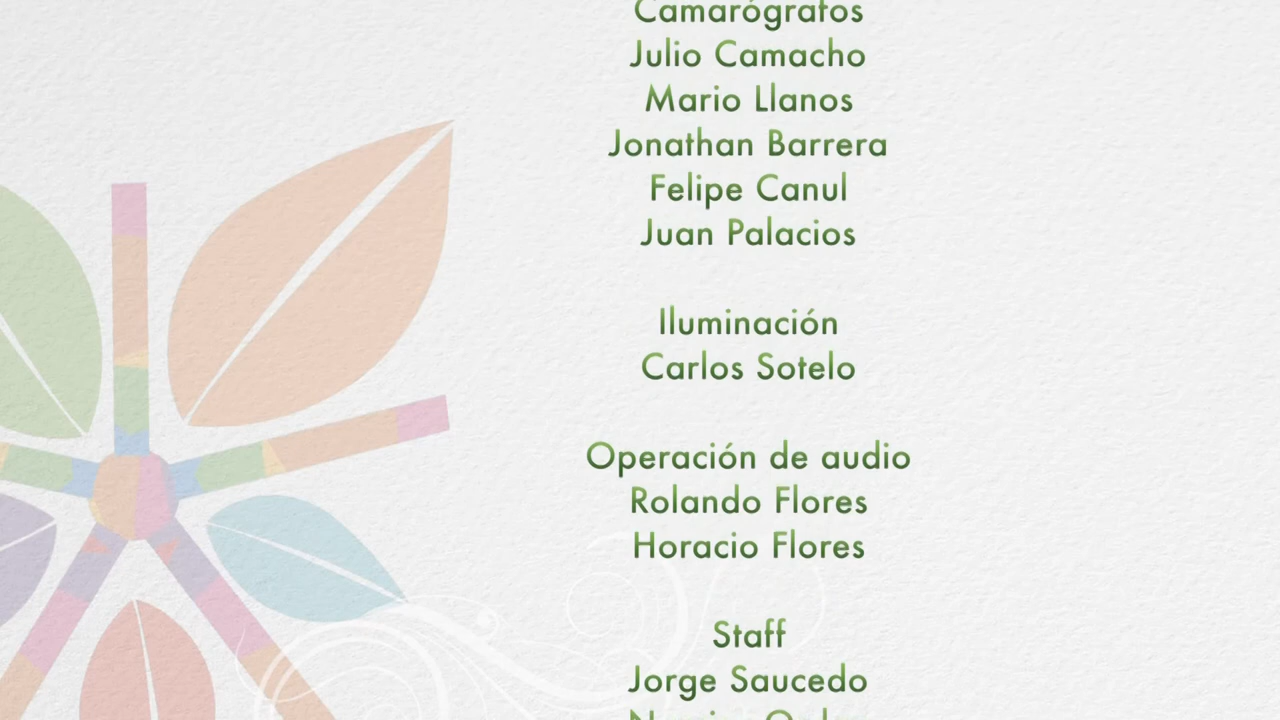 Camarógrafos
Julio Camacho
Mario Llanos
Jonathan Barrera
Felipe Canul
Juan Palacios
Iluminación
Carlos Sotelo
Operación de audio
Rolando Flores
Horacio Flores
Staff
Jorge Saucedo